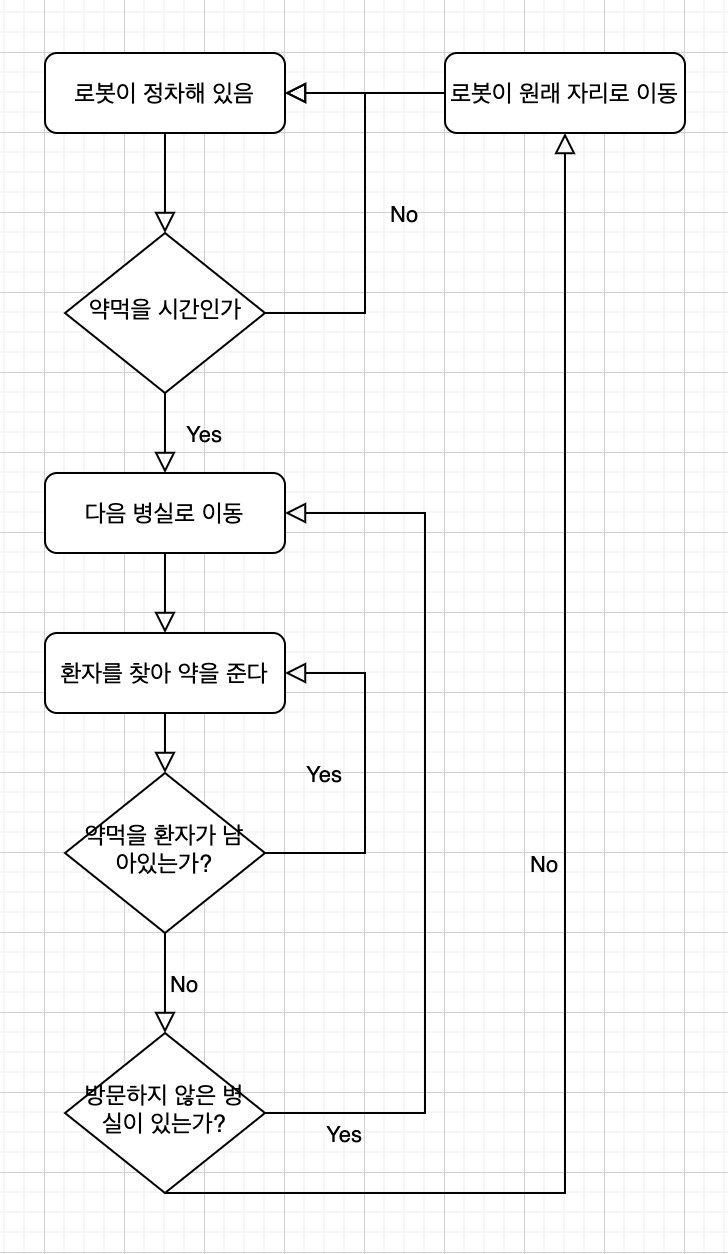 로봇이 정차해 있음
로봇이 원래 자리로 이동
No
약먹을 시간인가
Yes
다음 병실로 이동
환자를 찾아 약을 준다
Yes
약먹을 환자가 남
아있는가?
No
No
방문하지 않은 병
실이 있는가?
Yes